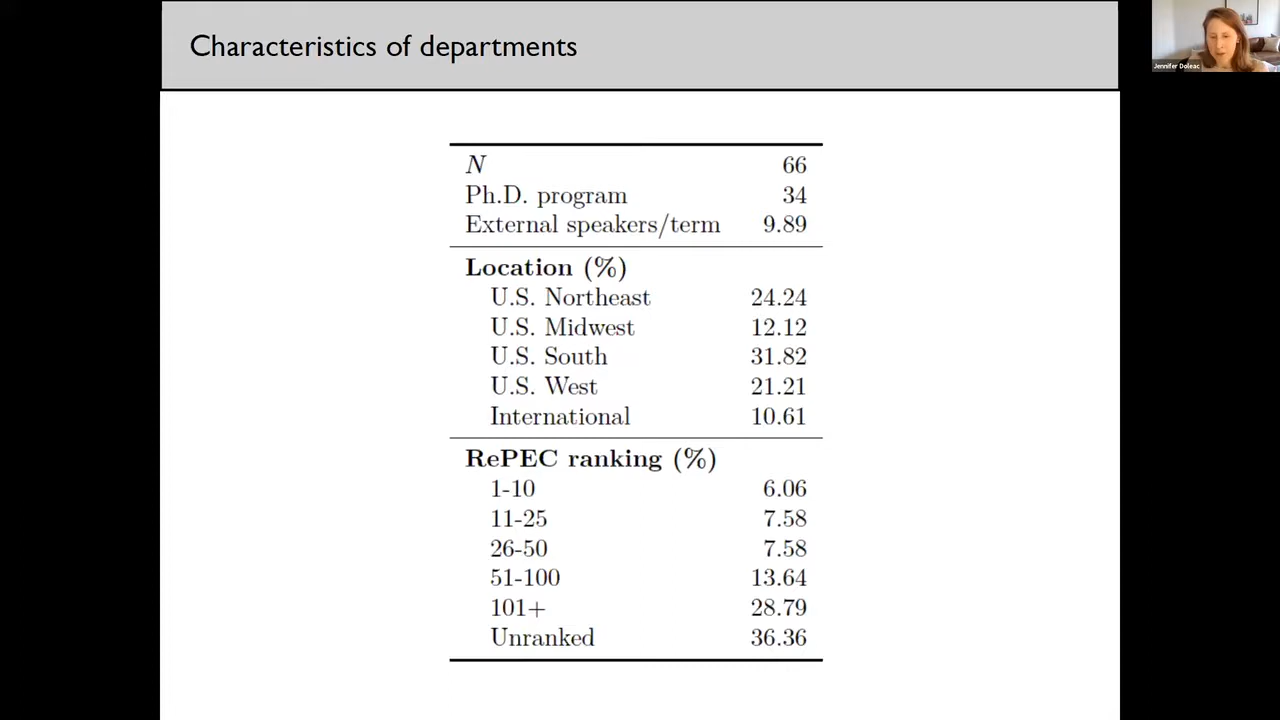 Characteristics of departments
Jennifer Doleac
N 66
Ph.D. program 34
External speakers/term 9.89
Location (%)
U.S. Northeast 24.24
U.S. Midwest 12.12
U.S. South 31.82
U.S. West 21.21
International 10.61
RePEC ranking (%)
1-10 6.06
11-25 7.58
26-50 7.58
51-100 13.64
101+ 28.79
Unranked 36.36